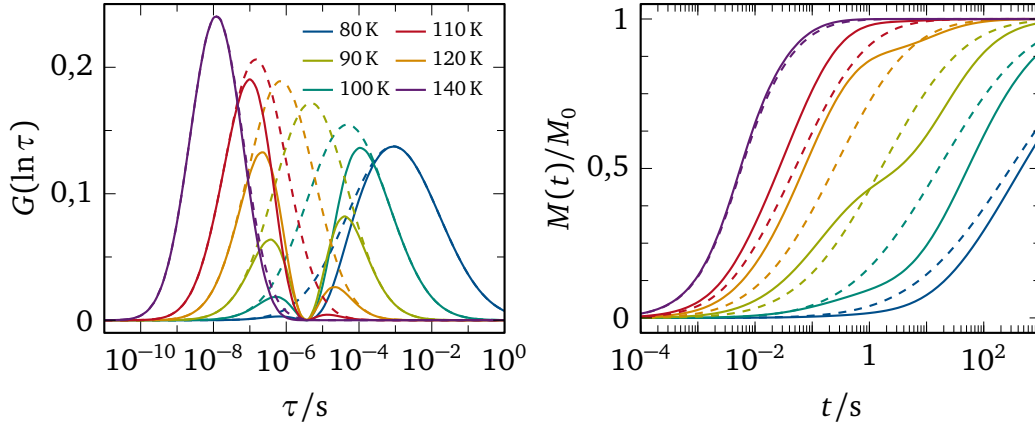 G(ln τ)
0,2
0,1
0
80 K
90 K
100 K
110 K
120 K
140 K
10⁻¹⁰ 10⁻⁸ 10⁻⁶ 10⁻⁴ 10⁻² 10⁰
τ/s
M(t)/M₀
1
0,5
0
10⁻⁴ 10⁻² 1 10²
t/s